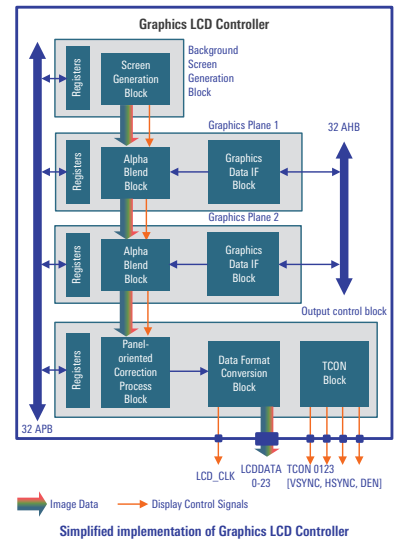 Graphics LCD Controller
Registers
Screen
Generation
Block
Background
Screen
Generation
Block
Graphics Plane 1
32 AHB
Registers
Alpha
Blend
Block
Graphics
Data IF
Block
Graphics Plane 2
Registers
Alpha
Blend
Block
Graphics
Data IF
Block
Output control block
Registers
Panel-
oriented
Correction
Process
Block
Data Format
Conversion
Block
TCON
Block
32 APB
LCD_CLK
LCDDATA
0-23
TCON 0123
[VSYNC, HSYNC, DEN]
Image Data
Display Control Signals
Simplified implementation of Graphics LCD Controller